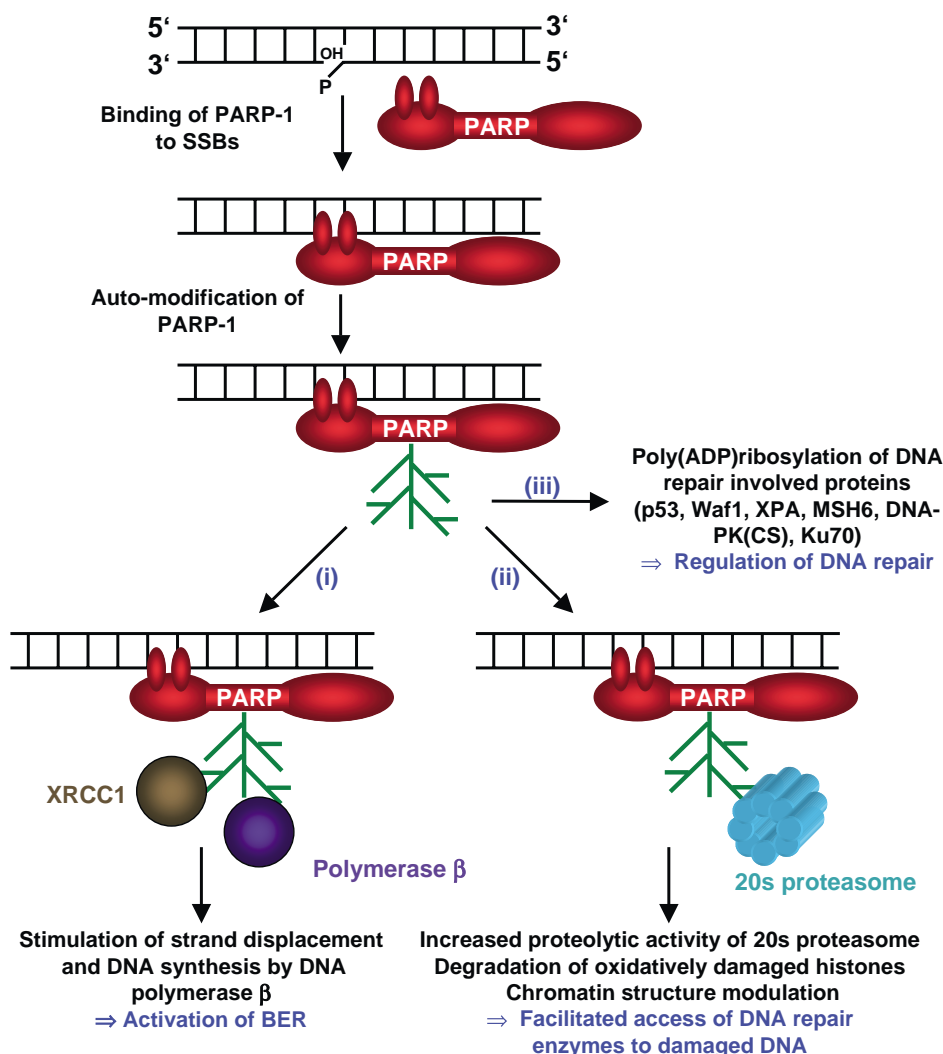 5‘ 3‘
3‘ OH 5‘
P
Binding of PARP-1
to SSBs
PARP
PARP
Auto-modification of
PARP-1
PARP
(iii)
Poly(ADP)ribosylation of DNA
repair involved proteins
(p53, Waf1, XPA, MSH6, DNA-
PK(CS), Ku70)
⇒ Regulation of DNA repair
(i)
(ii)
PARP
XRCC1
Polymerase β
Stimulation of strand displacement
and DNA synthesis by DNA
polymerase β
⇒ Activation of BER
PARP
20s proteasome
Increased proteolytic activity of 20s proteasome
Degradation of oxidatively damaged histones
Chromatin structure modulation
⇒ Facilitated access of DNA repair
enzymes to damaged DNA